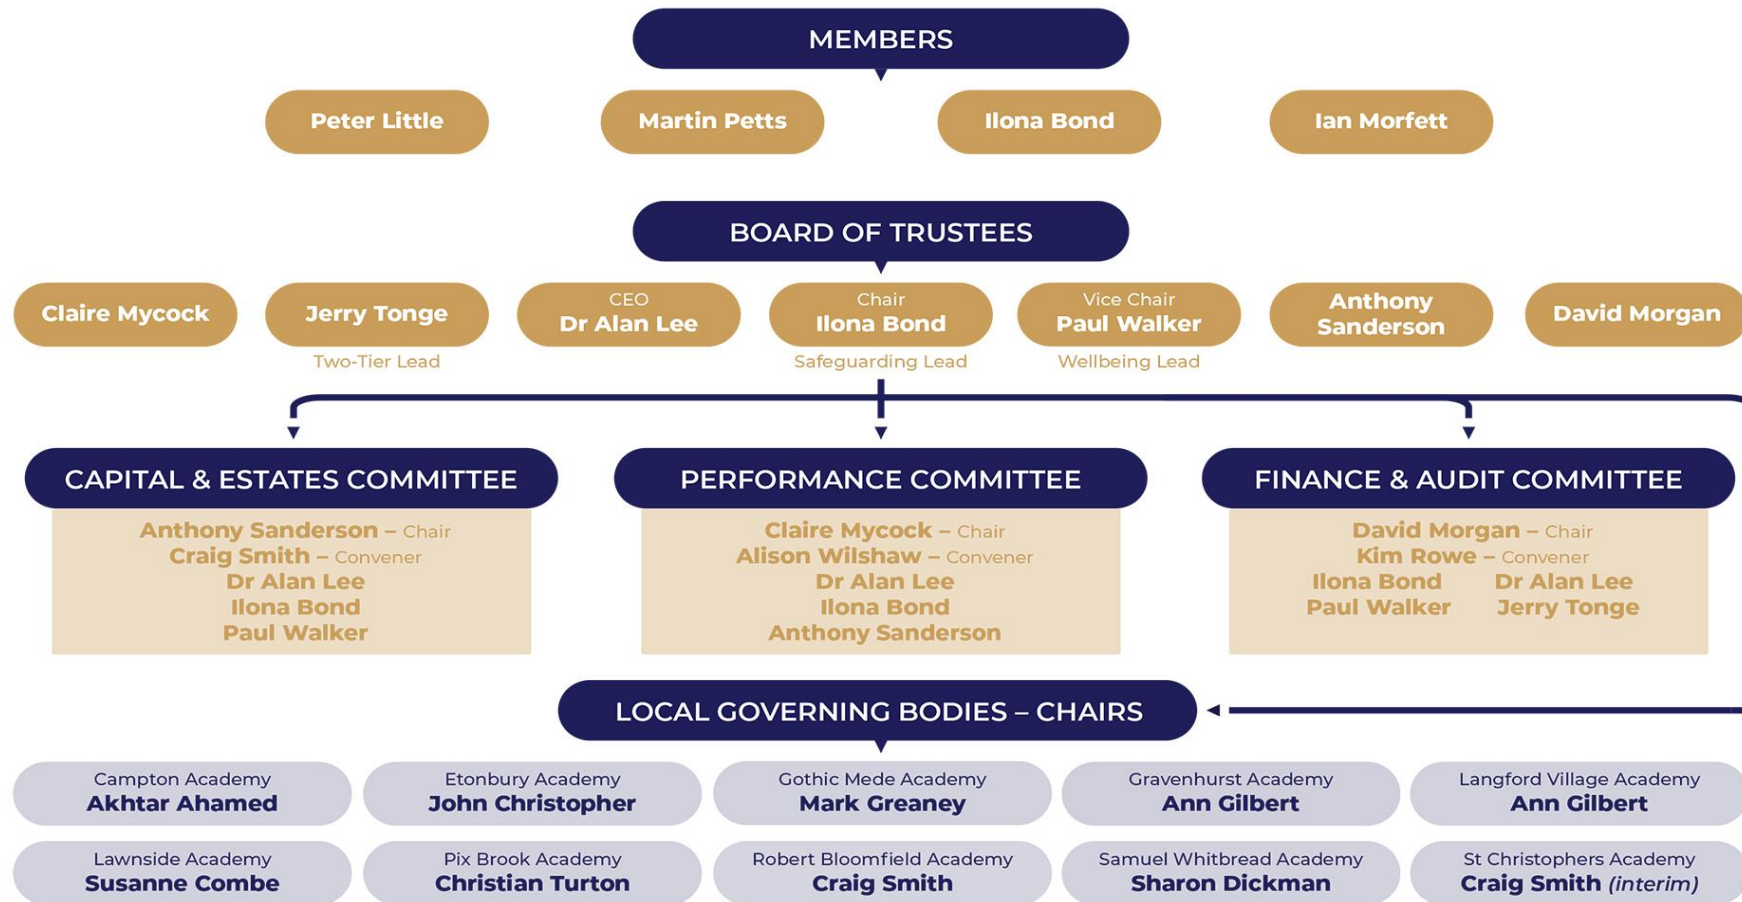 MEMBERS
Peter Little
Martin Petts
Ilona Bond
Ian Morfett
BOARD OF TRUSTEES
Claire Mycock
Jerry Tonge
Two-Tier Lead
CEO
Dr Alan Lee
Chair
Ilona Bond
Safeguarding Lead
Vice Chair
Paul Walker
Wellbeing Lead
Anthony
Sanderson
David Morgan
CAPITAL & ESTATES COMMITTEE
Anthony Sanderson – Chair
Craig Smith – Convener
Dr Alan Lee
Ilona Bond
Paul Walker
PERFORMANCE COMMITTEE
Claire Mycock – Chair
Alison Wilshaw – Convener
Dr Alan Lee
Ilona Bond
Anthony Sanderson
FINANCE & AUDIT COMMITTEE
David Morgan – Chair
Kim Rowe – Convener
Ilona Bond Dr Alan Lee
Paul Walker Jerry Tonge
LOCAL GOVERNING BODIES – CHAIRS
Campton Academy
Akhtar Ahamed
Etonbury Academy
John Christopher
Gothic Mede Academy
Mark Greaney
Gravenhurst Academy
Ann Gilbert
Langford Village Academy
Ann Gilbert
Lawnside Academy
Susanne Combe
Pix Brook Academy
Christian Turton
Robert Bloomfield Academy
Craig Smith
Samuel Whitbread Academy
Sharon Dickman
St Christophers Academy
Craig Smith (interim)